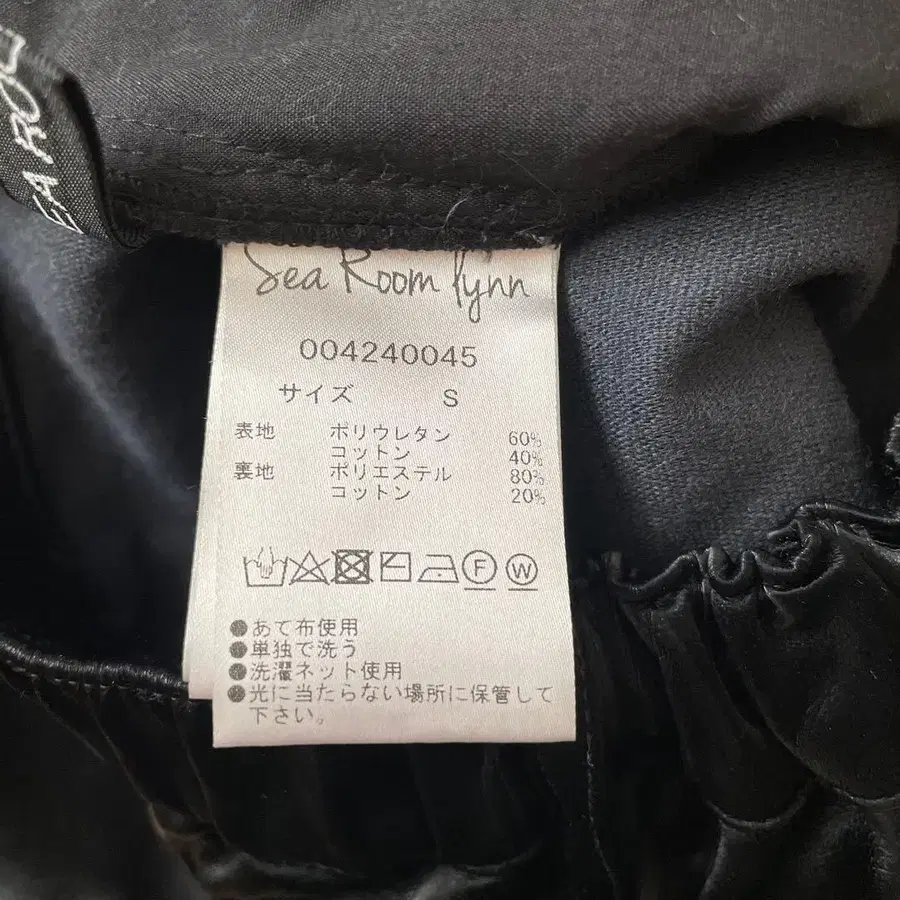 Sea Room lynn
004240045
サイズ S
表地 ポリウレタン 60%
コットン 40%
裏地 ポリエステル 80%
コットン 20%
F W
●あて布使用
●単独で洗う
●洗濯ネット使用
●光に当たらない場所に保管して
下さい。